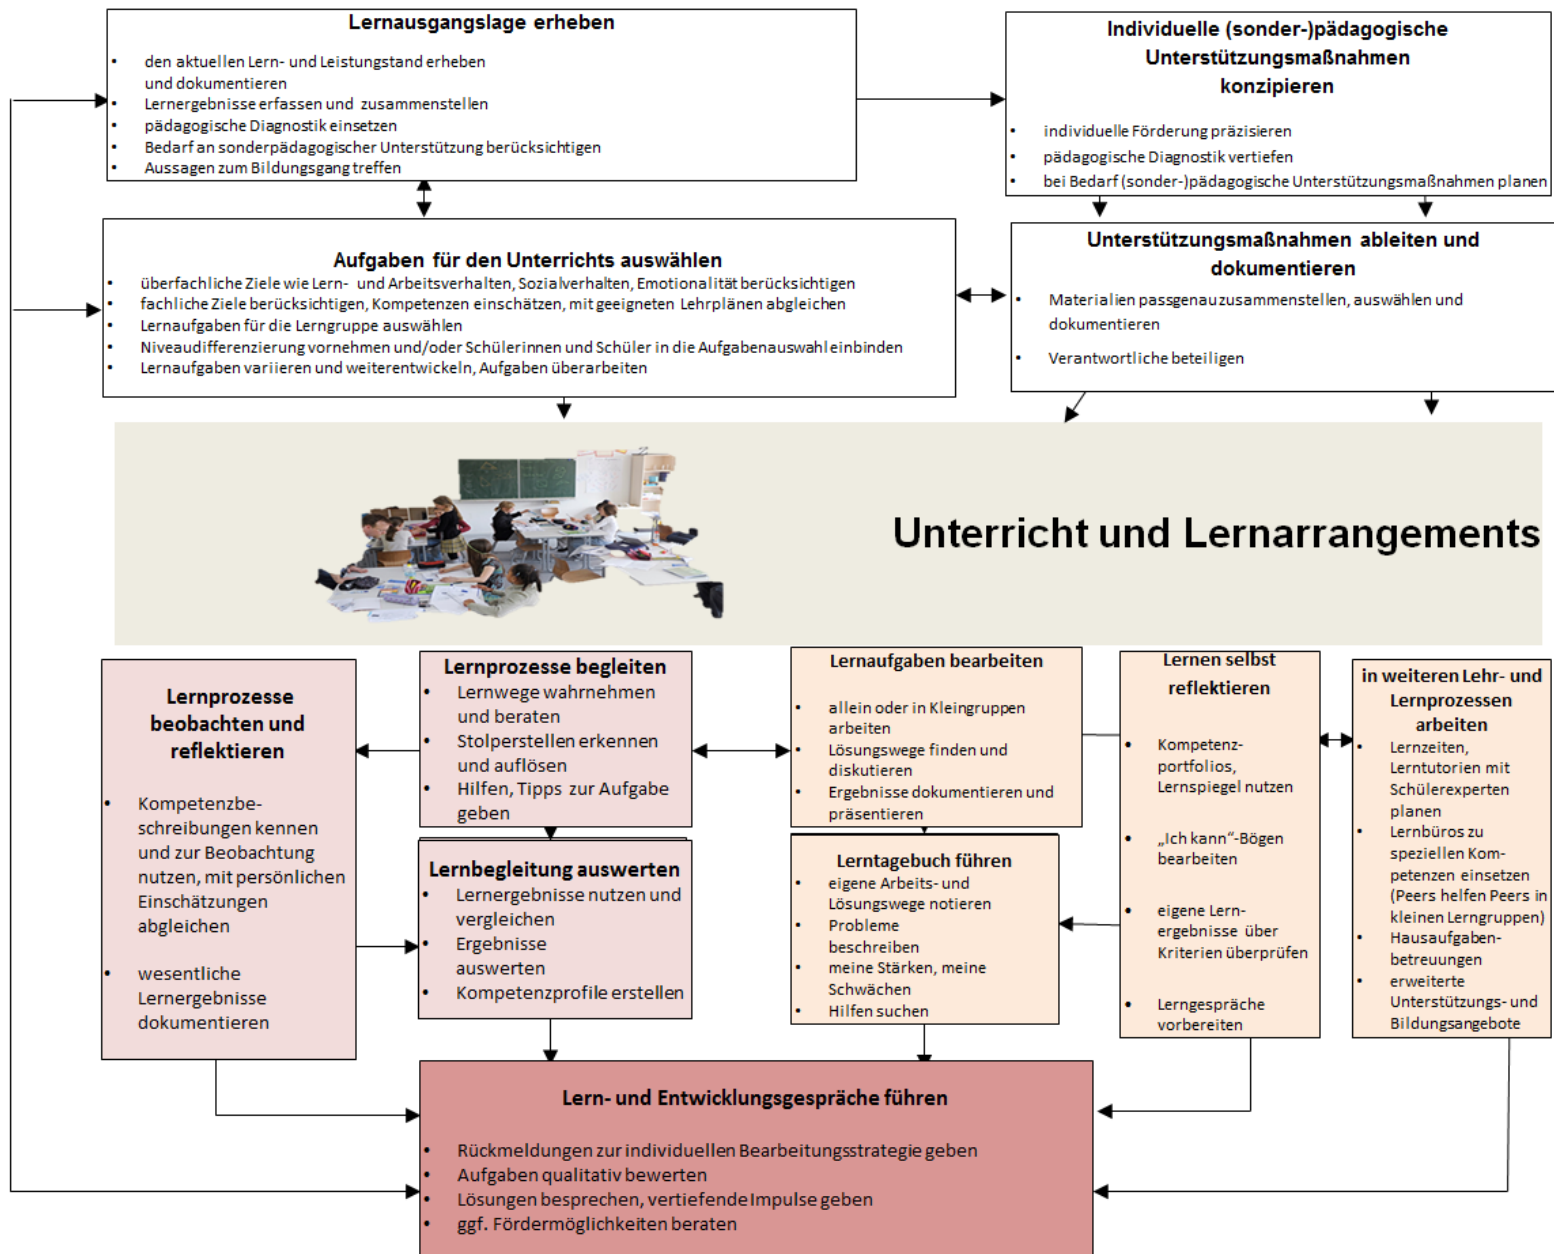 Lernausgangslage erheben
• den aktuellen Lern- und Leistungstand erheben
und dokumentieren
• Lernergebnisse erfassen und zusammenstellen
• pädagogische Diagnostik einsetzen
• Bedarf an sonderpädagogischer Unterstützung berücksichtigen
• Aussagen zum Bildungsgang treffen
Individuelle (sonder-)pädagogische
Unterstützungsmaßnahmen
konzipieren
• individuelle Förderung präzisieren
• pädagogische Diagnostik vertiefen
• bei Bedarf (sonder-)pädagogische Unterstützungsmaßnahmen planen
Aufgaben für den Unterrichts auswählen
• überfachliche Ziele wie Lern- und Arbeitsverhalten, Sozialverhalten, Emotionalität berücksichtigen
• fachliche Ziele berücksichtigen, Kompetenzen einschätzen, mit geeigneten Lehrplänen abgleichen
• Lernaufgaben für die Lerngruppe auswählen
• Niveaudifferenzierung vornehmen und/oder Schülerinnen und Schüler in die Aufgabenauswahl einbinden
• Lernaufgaben variieren und weiterentwickeln, Aufgaben überarbeiten
Unterstützungsmaßnahmen ableiten und
dokumentieren
• Materialien passgenau zusammenstellen, auswählen und
dokumentieren
• Verantwortliche beteiligen
Unterricht und Lernarrangements
Lernprozesse
beobachten und
reflektieren
• Kompetenzbe-
schreibungen kennen
und zur Beobachtung
nutzen, mit persönlichen
Einschätzungen
abgleichen
• wesentliche
Lernergebnisse
dokumentieren
Lernprozesse begleiten
• Lernwege wahrnehmen
und beraten
• Stolperstellen erkennen
und auflösen
• Hilfen, Tipps zur Aufgabe
geben
Lernbegleitung auswerten
• Lernergebnisse nutzen und
vergleichen
• Ergebnisse
auswerten
• Kompetenzprofile erstellen
Lernaufgaben bearbeiten
• allein oder in Kleingruppen
arbeiten
• Lösungswege finden und
diskutieren
• Ergebnisse dokumentieren und
präsentieren
Lerntagebuch führen
• eigene Arbeits- und
Lösungswege notieren
• Probleme
beschreiben
• meine Stärken, meine
Schwächen
• Hilfen suchen
Lernen selbst
reflektieren
• Kompetenz-
portfolios,
Lernspiegel nutzen
• „Ich kann“-Bögen
bearbeiten
• eigene Lern-
ergebnisse über
Kriterien überprüfen
• Lerngespräche
vorbereiten
in weiteren Lehr- und
Lernprozessen
arbeiten
• Lernzeiten,
Lerntutorien mit
Schülerexperten
planen
• Lernbüros zu
speziellen Kom-
petenzen einsetzen
(Peers helfen Peers in
kleinen Lerngruppen)
• Hausaufgaben-
betreuungen
• erweiterte
Unterstützungs- und
Bildungsangebote
Lern- und Entwicklungsgespräche führen
• Rückmeldungen zur individuellen Bearbeitungsstrategie geben
• Aufgaben qualitativ bewerten
• Lösungen besprechen, vertiefende Impulse geben
• ggf. Fördermöglichkeiten beraten